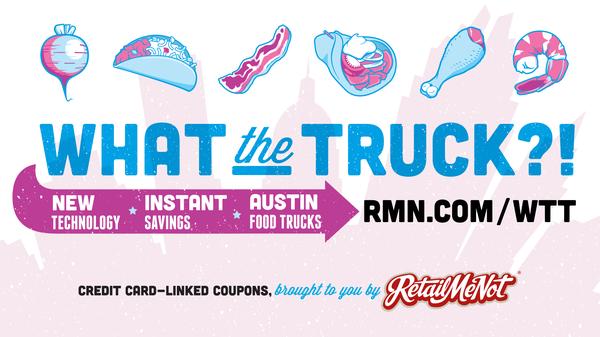 WHAT the TRUCK?!
NEW TECHNOLOGY ★ INSTANT SAVINGS ★ AUSTIN FOOD TRUCKS
RMN.COM/WTT
CREDIT CARD-LINKED COUPONS, brought to you by RetailMeNot®